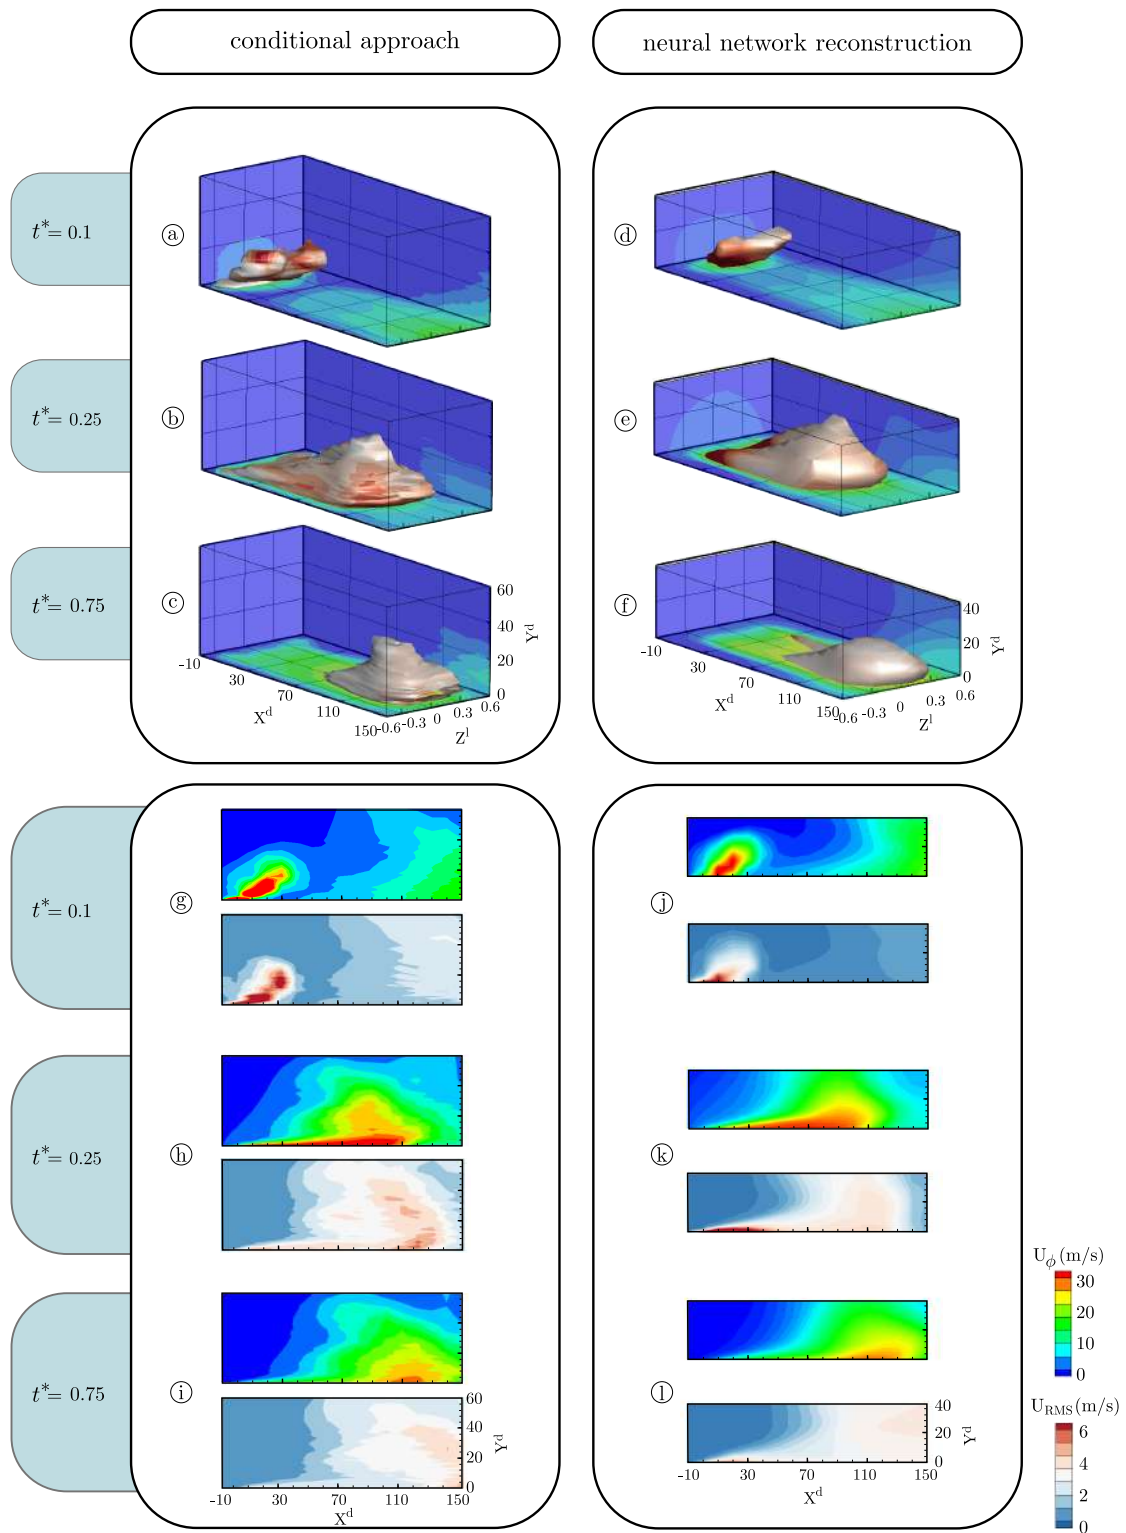 conditional approach
neural network reconstruction
t*= 0.1
ⓐ
ⓓ
t*= 0.25
ⓑ
ⓔ
t*= 0.75
ⓒ
ⓕ
60
40
20
0
Y^d
-10
30
70
110
150
X^d
-0.6
-0.3
0
0.3
0.6
Z^l
40
20
0
Y^d
-10
30
70
110
150
X^d
-0.6
-0.3
0
0.3
0.6
Z^l
t*= 0.1
ⓖ
ⓙ
t*= 0.25
ⓗ
ⓚ
t*= 0.75
ⓘ
ⓛ
60
40
20
0
Y^d
-10 30 70 110 150
X^d
40
20
0
Y^d
-10 30 70 110 150
X^d
U_ϕ (m/s)
30
20
10
0
U_RMS (m/s)
6
4
2
0